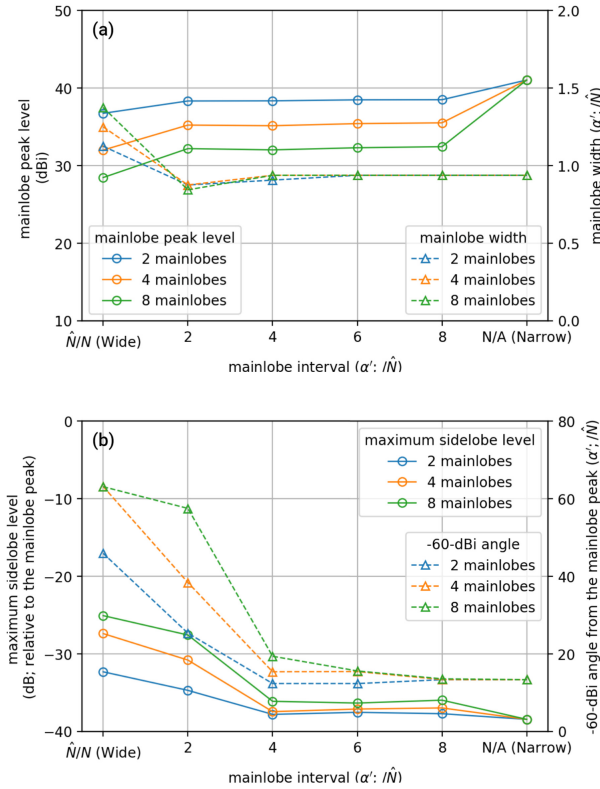 (a)
50
40
30
20
10
mainlobe peak level
(dBi)
2.0
1.5
1.0
0.5
0.0
mainlobe width (α′: /N̂)
mainlobe peak level
2 mainlobes
4 mainlobes
8 mainlobes
mainlobe width
2 mainlobes
4 mainlobes
8 mainlobes
N̂/N (Wide)
2
4
6
8
N/A (Narrow)
mainlobe interval (α′: /N̂)
(b)
0
−10
−20
−30
−40
maximum sidelobe level
(dB; relative to the mainlobe peak)
80
60
40
20
0
-60-dBi angle from the mainlobe peak (α′; /N̂)
maximum sidelobe level
2 mainlobes
4 mainlobes
8 mainlobes
-60-dBi angle
2 mainlobes
4 mainlobes
8 mainlobes
N̂/N (Wide)
2
4
6
8
N/A (Narrow)
mainlobe interval (α′: /N̂)